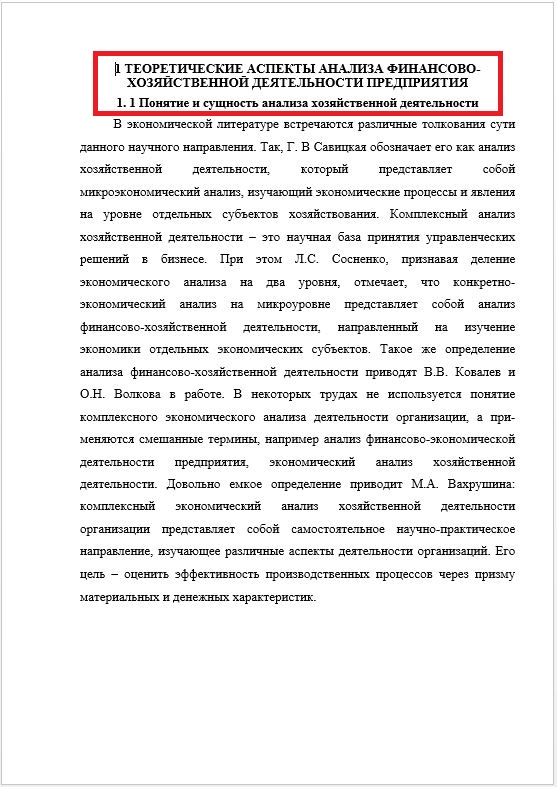 1 ТЕОРЕТИЧЕСКИЕ АСПЕКТЫ АНАЛИЗА ФИНАНСОВО-
ХОЗЯЙСТВЕННОЙ ДЕЯТЕЛЬНОСТИ ПРЕДПРИЯТИЯ
1. 1 Понятие и сущность анализа хозяйственной деятельности
В экономической литературе встречаются различные толкования сути
данного научного направления. Так, Г. В Савицкая обозначает его как анализ
хозяйственной деятельности, который представляет собой
микроэкономический анализ, изучающий экономические процессы и явления
на уровне отдельных субъектов хозяйствования. Комплексный анализ
хозяйственной деятельности – это научная база принятия управленческих
решений в бизнесе. При этом Л.С. Сосненко, признавая деление
экономического анализа на два уровня, отмечает, что конкретно-
экономический анализ на микроуровне представляет собой анализ
финансово-хозяйственной деятельности, направленный на изучение
экономики отдельных экономических субъектов. Такое же определение
анализа финансово-хозяйственной деятельности приводят В.В. Ковалев и
О.Н. Волкова в работе. В некоторых трудах не используется понятие
комплексного экономического анализа деятельности организации, а при-
меняются смешанные термины, например анализ финансово-экономической
деятельности предприятия, экономический анализ хозяйственной
деятельности. Довольно емкое определение приводит М.А. Вахрушина:
комплексный экономический анализ хозяйственной деятельности
организации представляет собой самостоятельное научно-практическое
направление, изучающее различные аспекты деятельности организаций. Его
цель – оценить эффективность производственных процессов через призму
материальных и денежных характеристик.